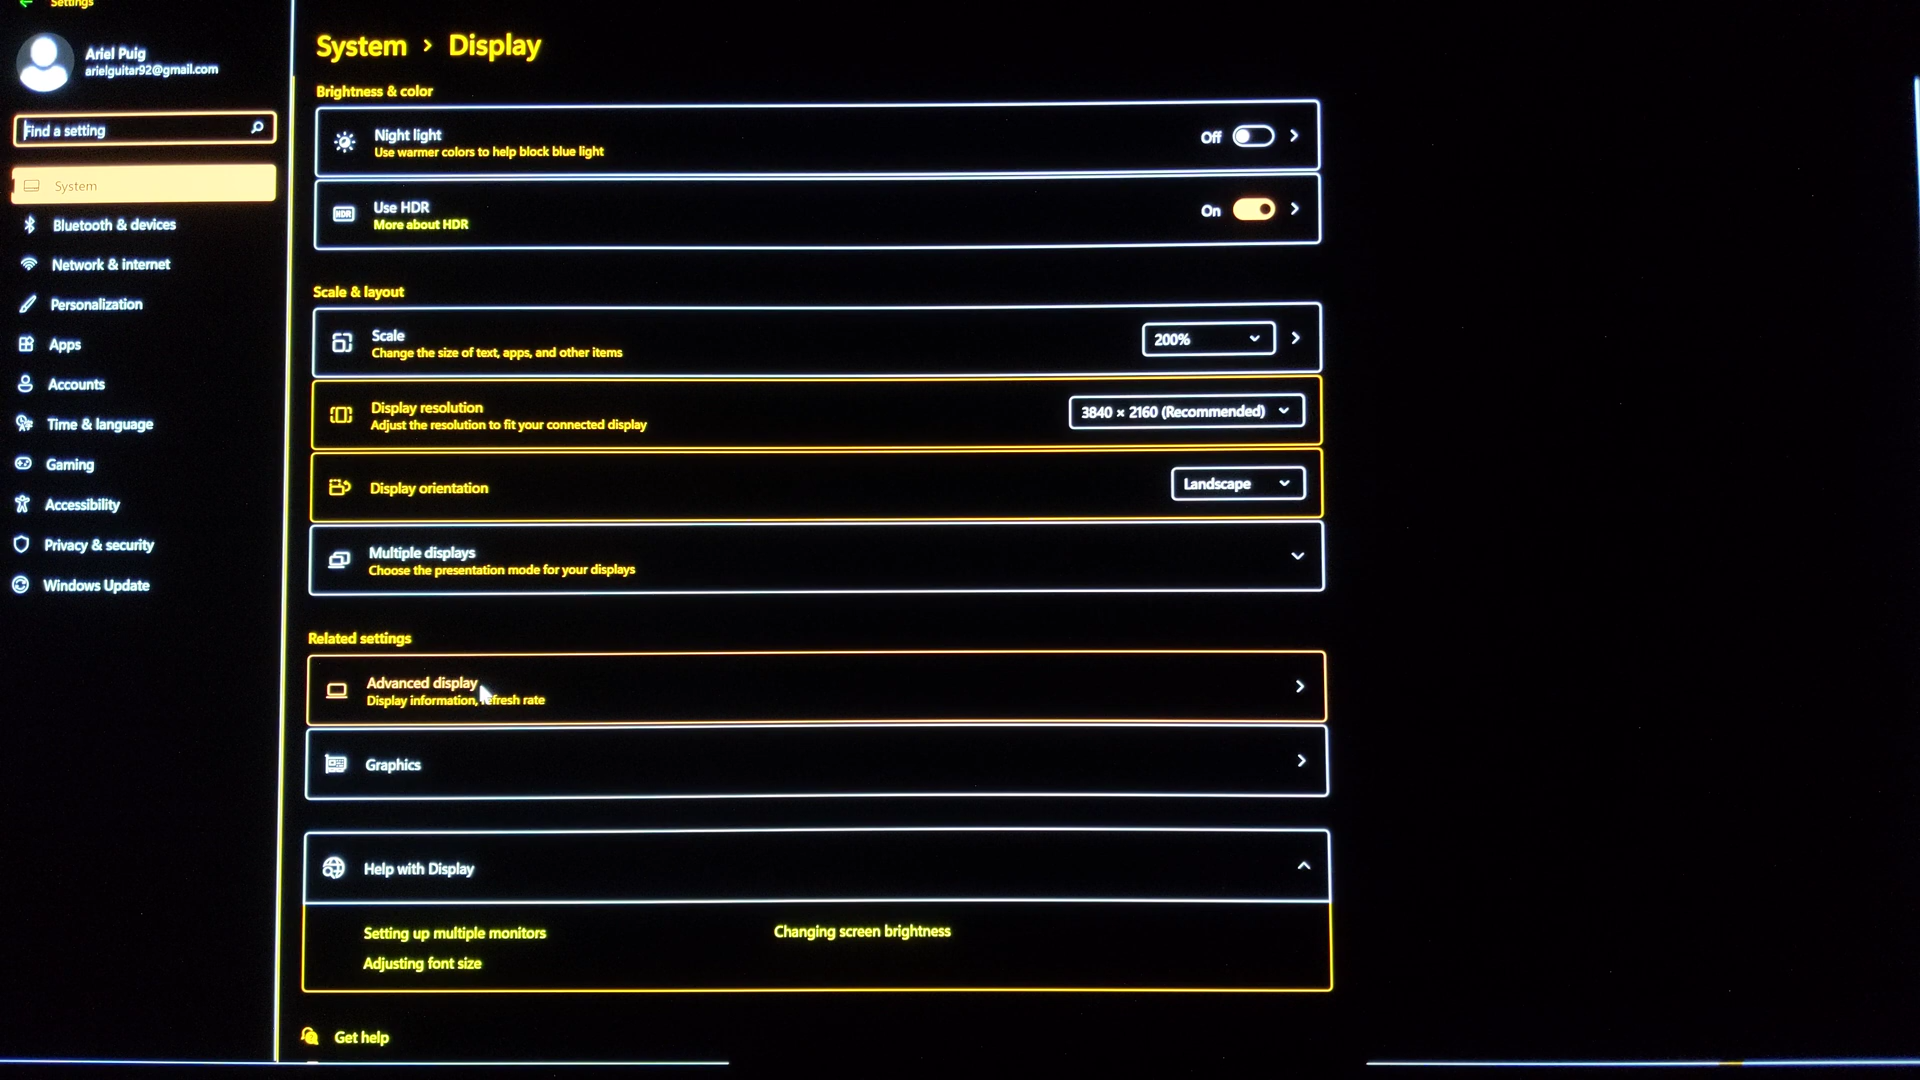 Settings
Ariel Puig
arielguitar92@gmail.com
Find a setting
System
Bluetooth & devices
Network & internet
Personalization
Apps
Accounts
Time & language
Gaming
Accessibility
Privacy & security
Windows Update
System › Display
Brightness & color
Night light
Use warmer colors to help block blue light
Off
HDR
Use HDR
More about HDR
On
Scale & layout
Scale
Change the size of text, apps, and other items
200%
Display resolution
Adjust the resolution to fit your connected display
3840 × 2160 (Recommended)
Display orientation
Landscape
Multiple displays
Choose the presentation mode for your displays
Related settings
Advanced display
Display information, refresh rate
Graphics
Help with Display
Setting up multiple monitors
Changing screen brightness
Adjusting font size
Get help